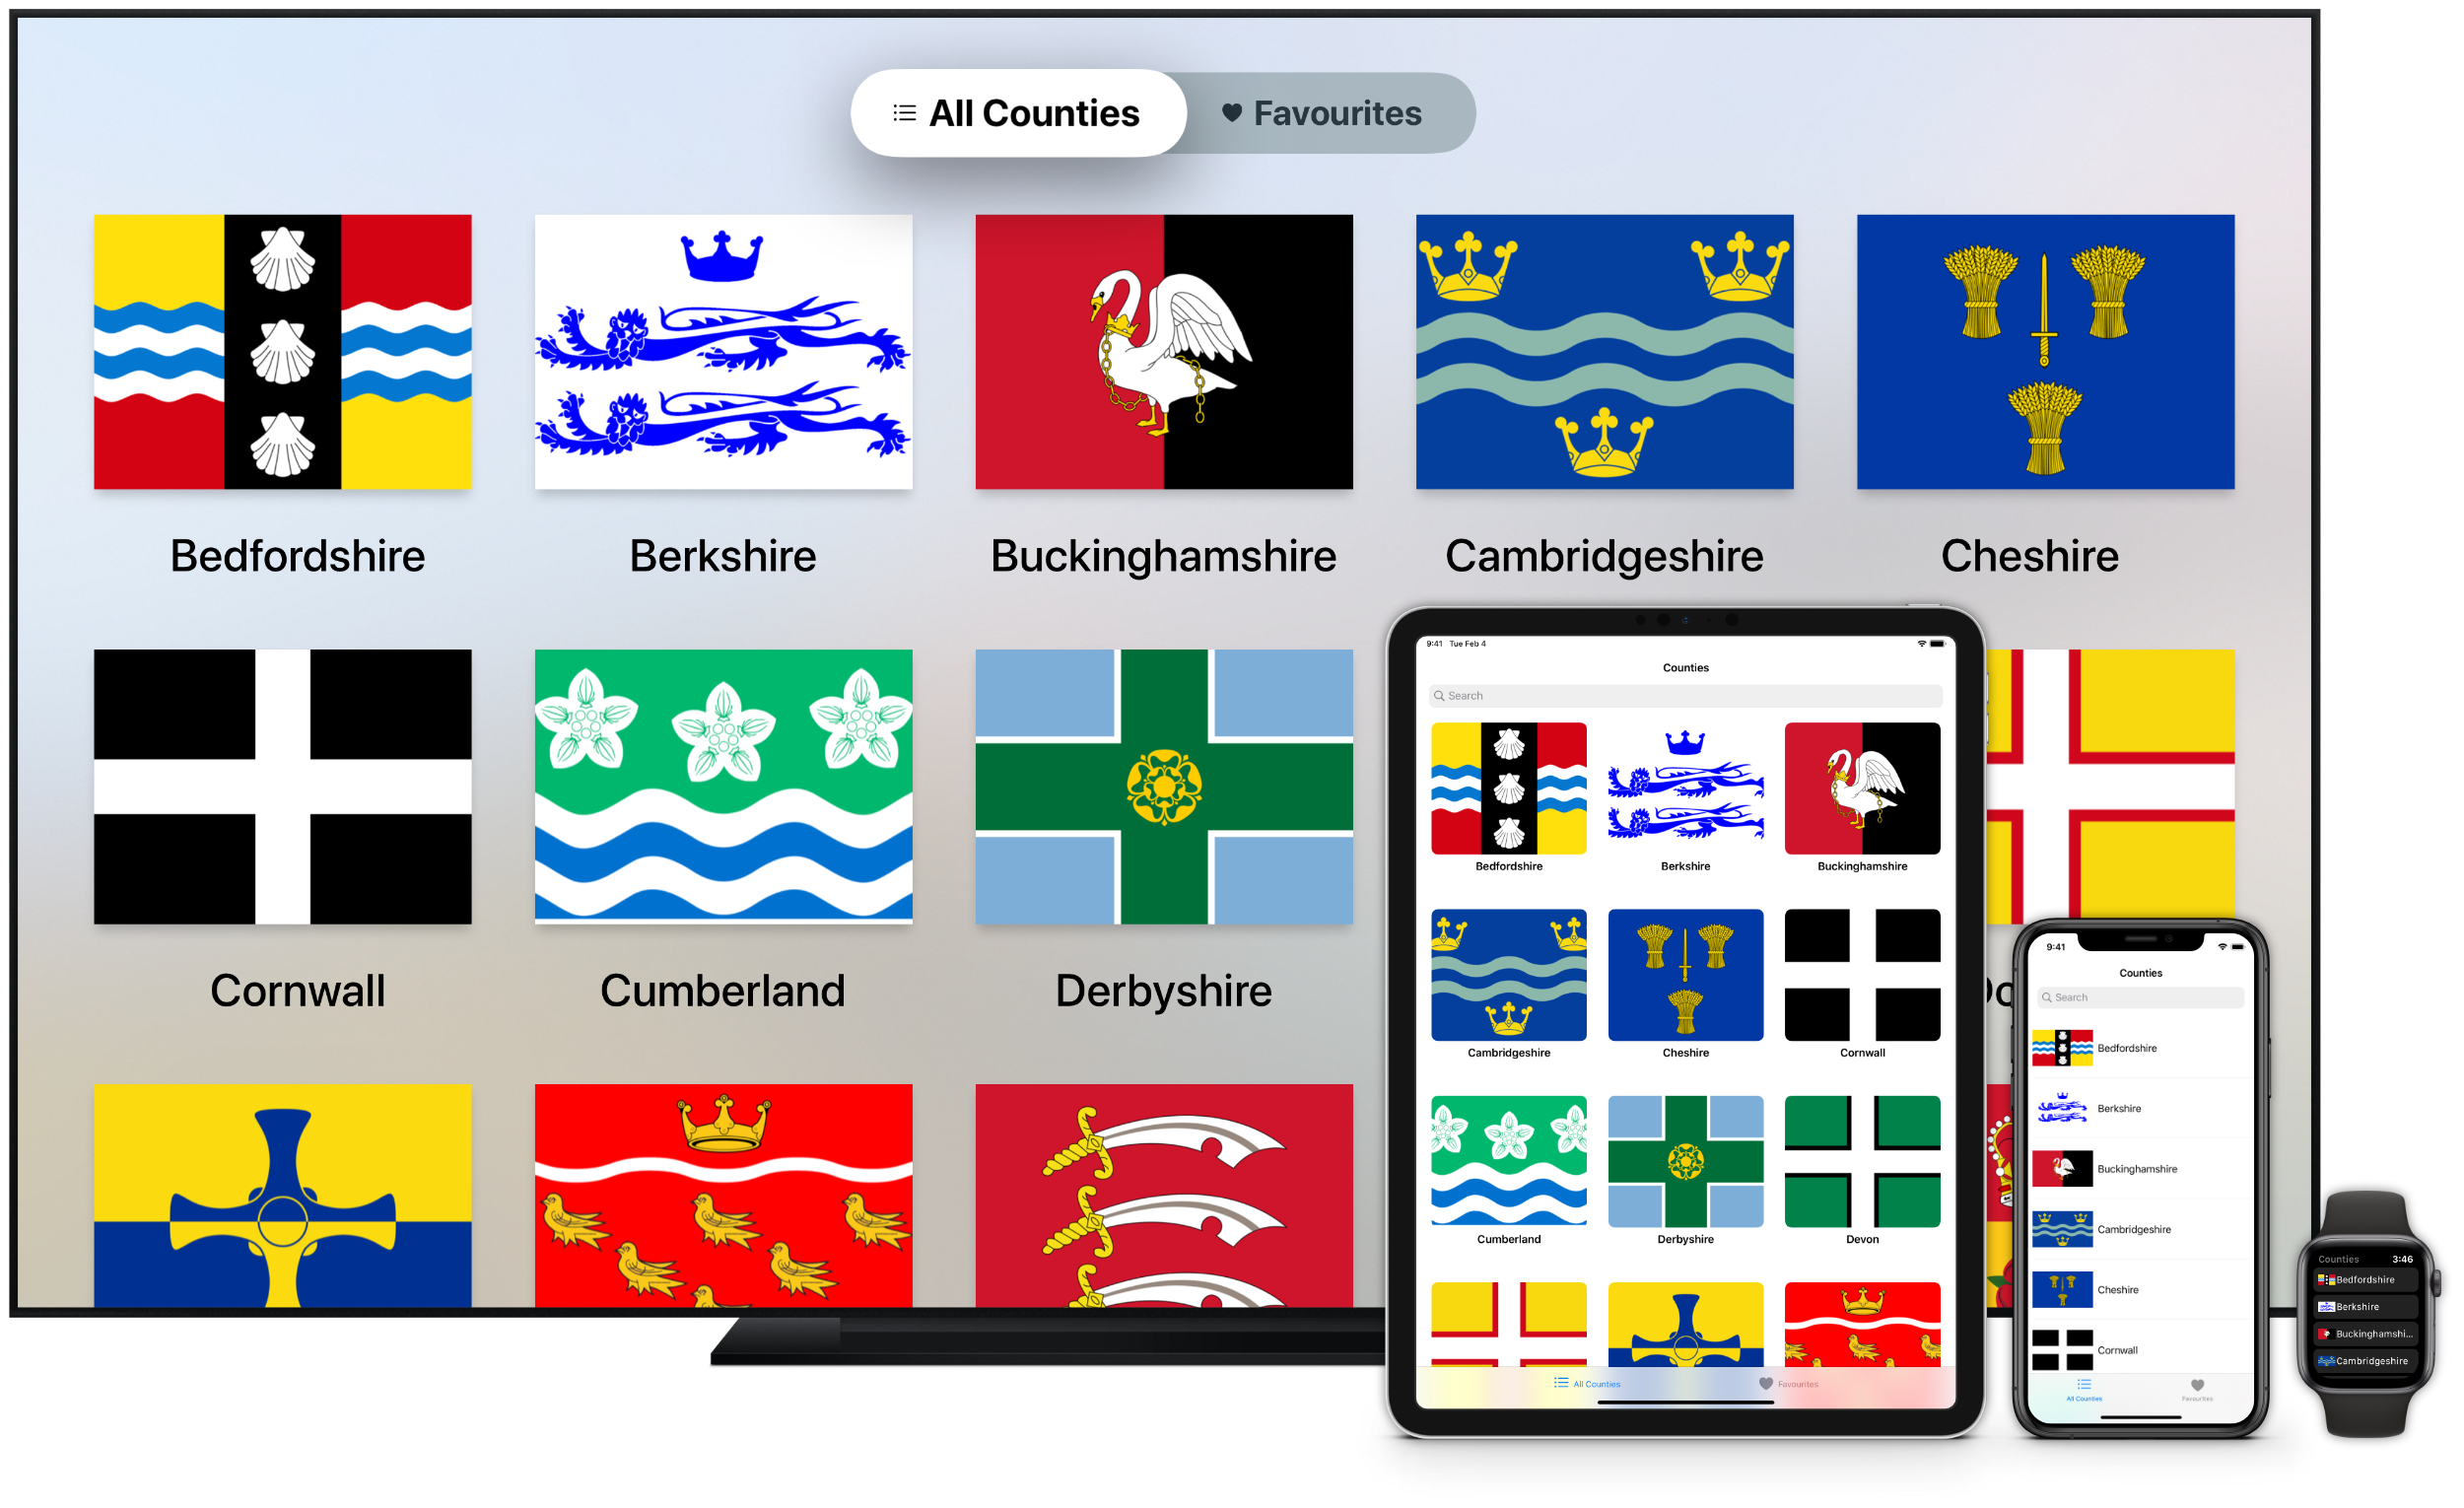 All Counties
Favourites
Bedfordshire
Berkshire
Buckinghamshire
Cambridgeshire
Cheshire
Cornwall
Cumberland
Derbyshire
Do
9:41 Tue Feb 4
Counties
Search
Bedfordshire
Berkshire
Buckinghamshire
Cambridgeshire
Cheshire
Cornwall
Cumberland
Derbyshire
Devon
All Counties
Favourites
9:41
Counties
Search
Bedfordshire
Berkshire
Buckinghamshire
Cambridgeshire
Cheshire
Cornwall
All Counties
Favourites
Counties 3:46
Bedfordshire
Berkshire
Buckinghamshi...
Cambridgeshire